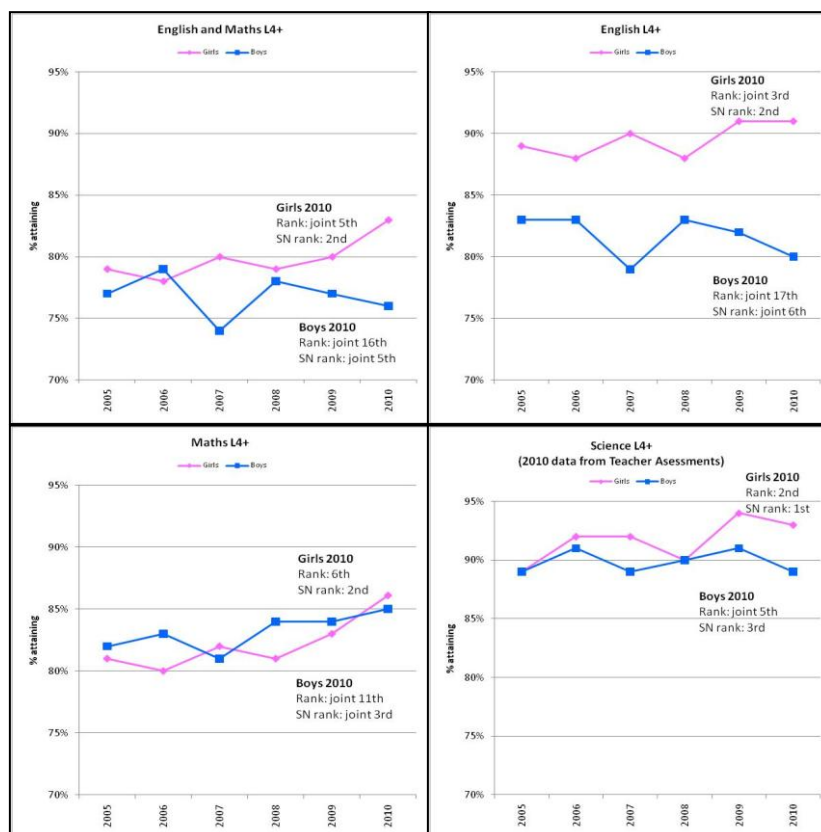 English and Maths L4+
Girls Boys
95%
90%
85%
80%
75%
70%
% attaining
Girls 2010
Rank: joint 5th
SN rank: 2nd
Boys 2010
Rank: joint 16th
SN rank: joint 5th
2005 2006 2007 2008 2009 2010
English L4+
Girls Boys
95%
90%
85%
80%
75%
70%
% attaining
Girls 2010
Rank: joint 3rd
SN rank: 2nd
Boys 2010
Rank: joint 17th
SN rank: joint 6th
2005 2006 2007 2008 2009 2010
Maths L4+
Girls Boys
95%
90%
85%
80%
75%
70%
% attaining
Girls 2010
Rank: 6th
SN rank: 2nd
Boys 2010
Rank: joint 11th
SN rank: joint 3rd
2005 2006 2007 2008 2009 2010
Science L4+
(2010 data from Teacher Asessments)
Girls Boys
95%
90%
85%
80%
75%
70%
% attaining
Girls 2010
Rank: 2nd
SN rank: 1st
Boys 2010
Rank: joint 5th
SN rank: 3rd
2005 2006 2007 2008 2009 2010